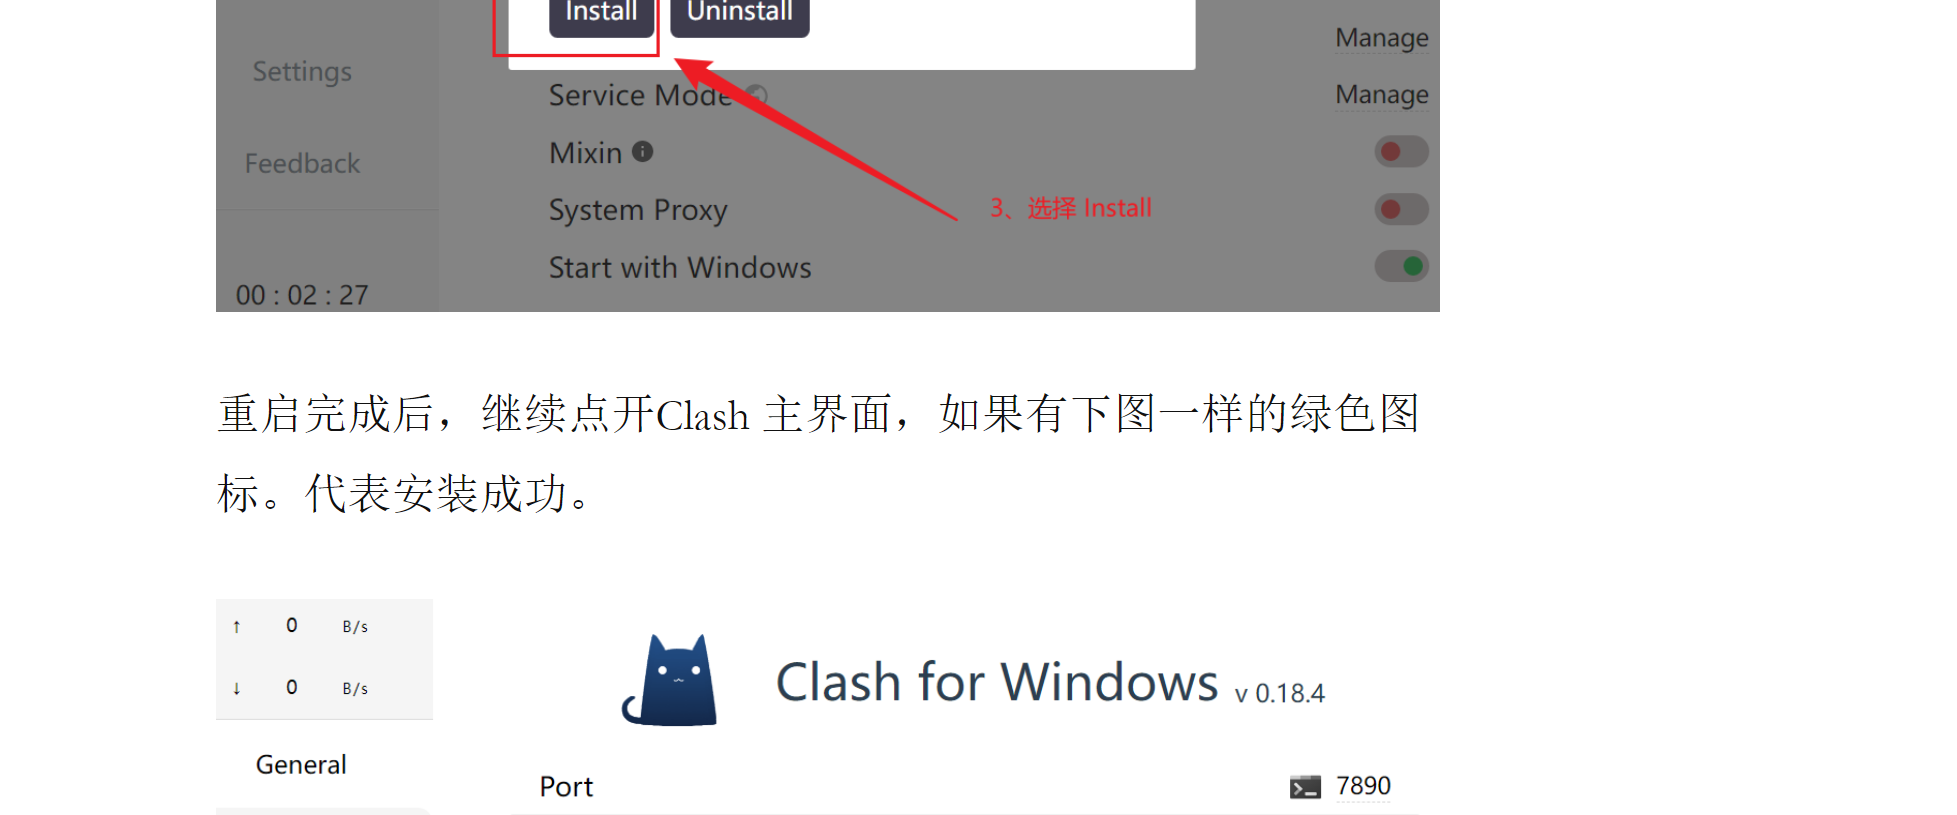 Install Uninstall
Manage
Settings
Service Mode Manage
Mixin
Feedback
System Proxy
3、选择 Install
Start with Windows
00 : 02 : 27
重启完成后，继续点开Clash 主界面，如果有下图一样的绿色图
标。代表安装成功。
↑ 0 B/s
↓ 0 B/s
Clash for Windows v 0.18.4
General
Port 7890